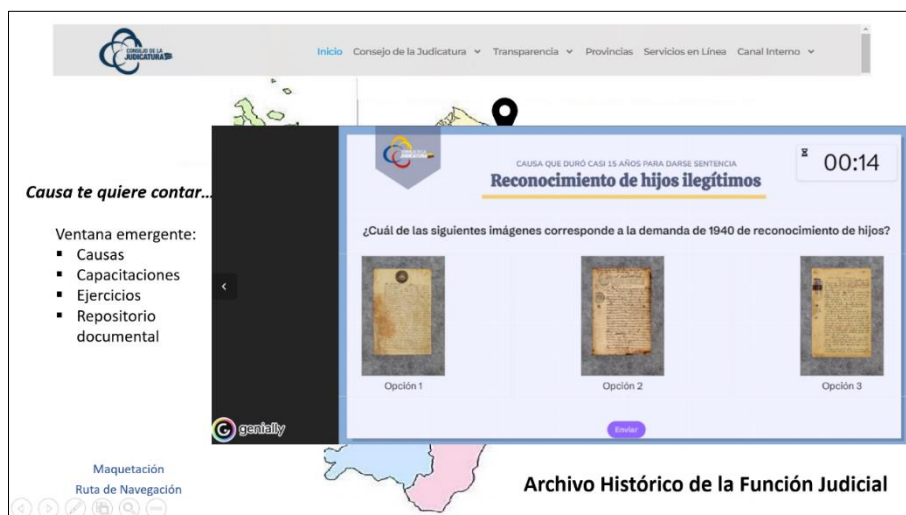 CONSEJO DE LA
JUDICATURA
Inicio Consejo de la Judicatura Transparencia Provincias Servicios en Línea Canal Interno
Causa te quiere contar...
Ventana emergente:
▪ Causas
▪ Capacitaciones
▪ Ejercicios
▪ Repositorio
documental
CAUSA QUE DURÓ CASI 15 AÑOS PARA DARSE SENTENCIA
Reconocimiento de hijos ilegítimos
00:14
¿Cuál de las siguientes imágenes corresponde a la demanda de 1940 de reconocimiento de hijos?
Opción 1
Opción 2
Opción 3
Enviar
genially
Maquetación
Ruta de Navegación
Archivo Histórico de la Función Judicial